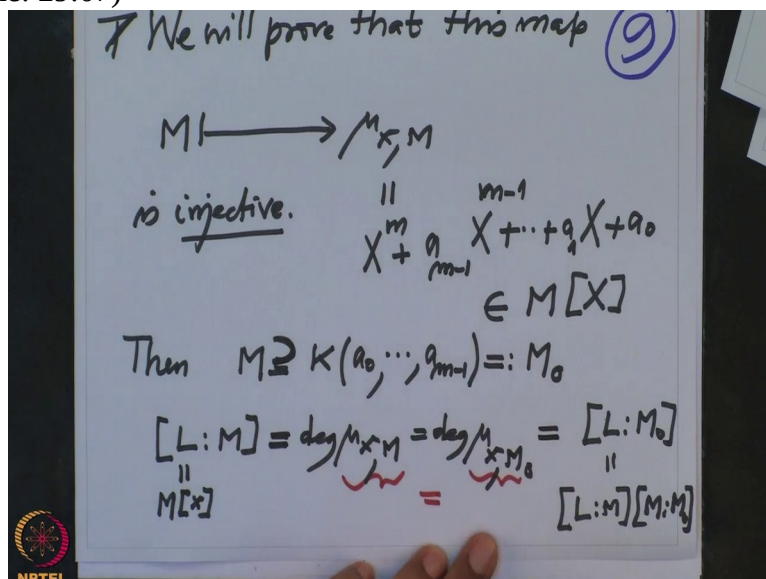 We will prove that this map ⑨
M ⟼ μ_{x,M}
is injective.
||
X^m + a_{m-1} X^{m-1} + ⋯ + a_1 X + a_0
∈ M[X]
Then M ⊇ K(a_0, ⋯, a_{m-1}) =: M_0
[L:M] = deg μ_{x,M} = deg μ_{x,M_0} = [L:M_0]
|| = ||
M[x] [L:M][M:M_0]
NPTEL